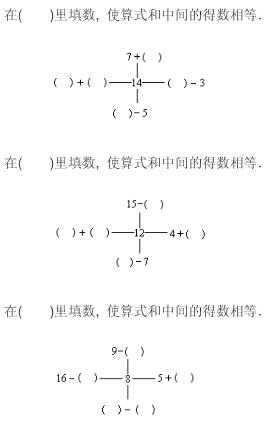 在(    )里填数, 使算式和中间的得数相等.
7+(  )
(  )+(  )—14—(  )-3
(  )-5
在(    )里填数, 使算式和中间的得数相等.
15-(  )
(  )+(  )—12—4+(  )
(  )-7
在(    )里填数, 使算式和中间的得数相等.
9-(  )
16-(  )—8—5+(  )
(  )-(  )